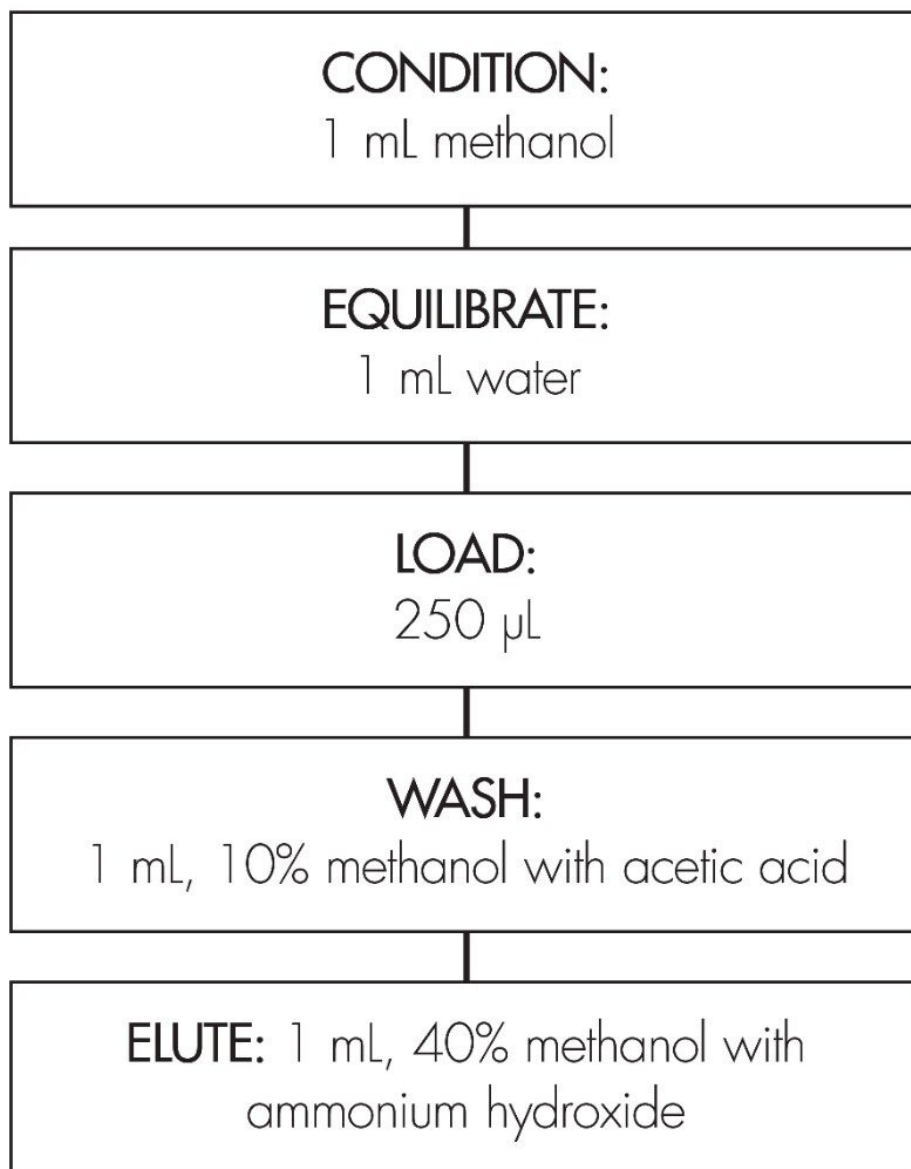 CONDITION:
1 mL methanol
EQUILIBRATE:
1 mL water
LOAD:
250 µL
WASH:
1 mL, 10% methanol with acetic acid
ELUTE: 1 mL, 40% methanol with
ammonium hydroxide